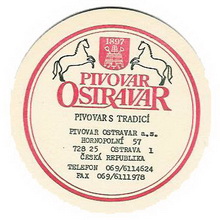 1897
PIVOVAR
OSTRAVAR
PIVOVAR S TRADICÍ
PIVOVAR OSTRAVAR a.s.
HORNOPOLNÍ 57
728 25 OSTRAVA 1
ČESKÁ REPUBLIKA
TELEFON 069/6114624
FAX 069/6111978